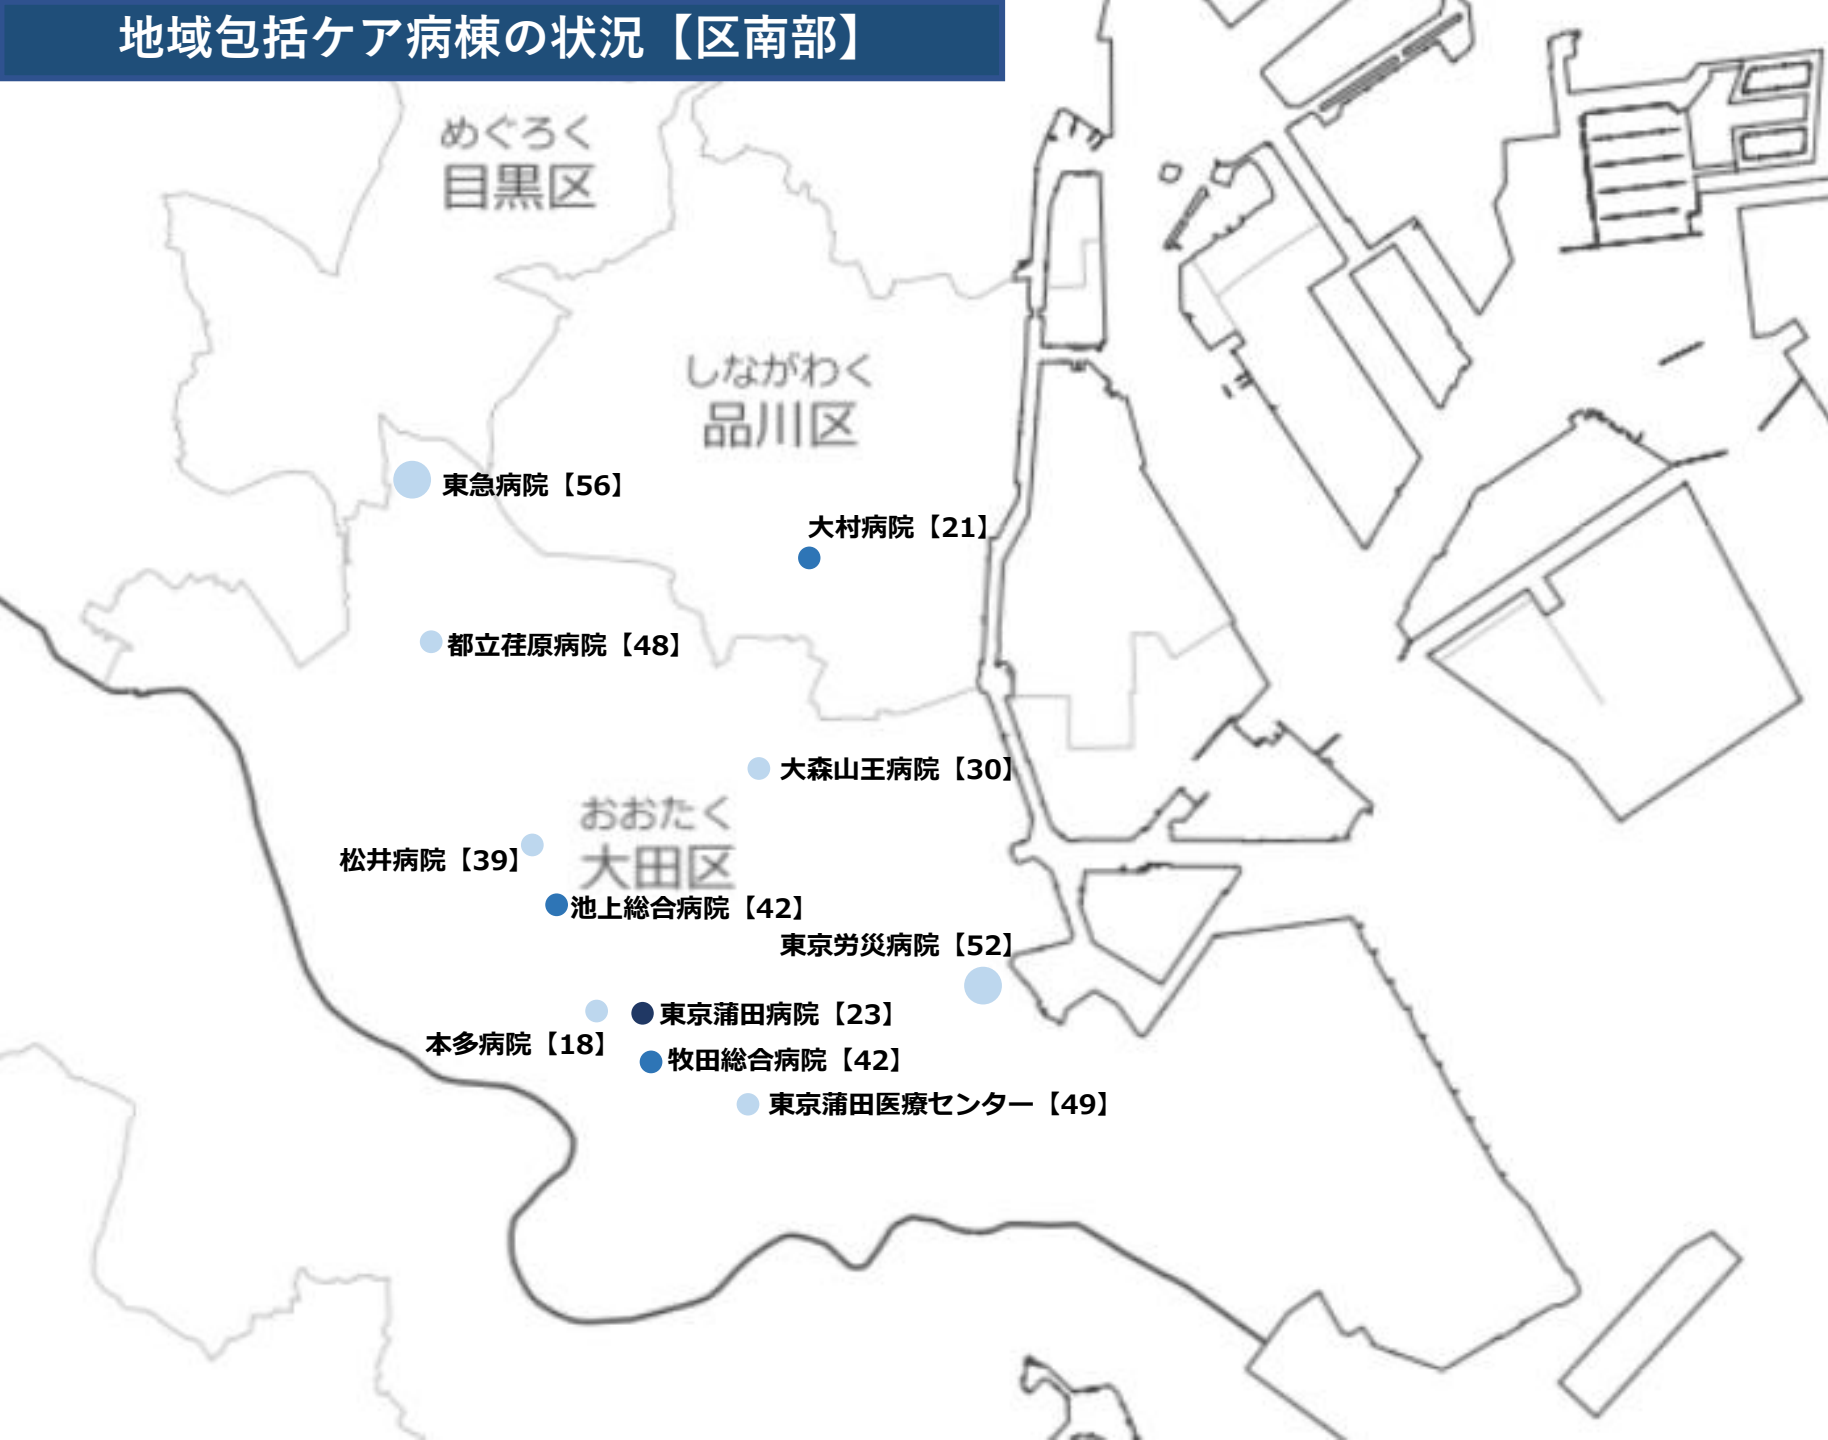 地域包括ケア病棟の状況【区南部】
めぐろく
目黒区
しながわく
品川区
東急病院【56】
大村病院【21】
都立荏原病院【48】
大森山王病院【30】
おおたく
大田区
松井病院【39】
池上総合病院【42】
東京労災病院【52】
東京蒲田病院【23】
本多病院【18】
牧田総合病院【42】
東京蒲田医療センター【49】